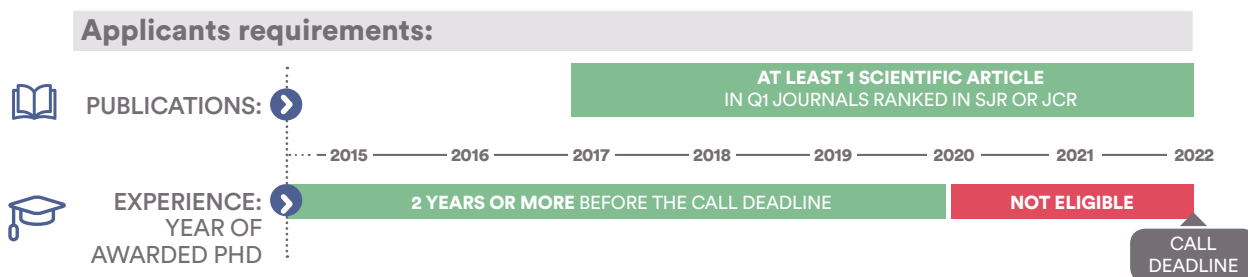 Applicants requirements:
PUBLICATIONS:
AT LEAST 1 SCIENTIFIC ARTICLE
IN Q1 JOURNALS RANKED IN SJR OR JCR
2015 2016 2017 2018 2019 2020 2021 2022
EXPERIENCE:
YEAR OF
AWARDED PHD
2 YEARS OR MORE BEFORE THE CALL DEADLINE
NOT ELIGIBLE
CALL
DEADLINE